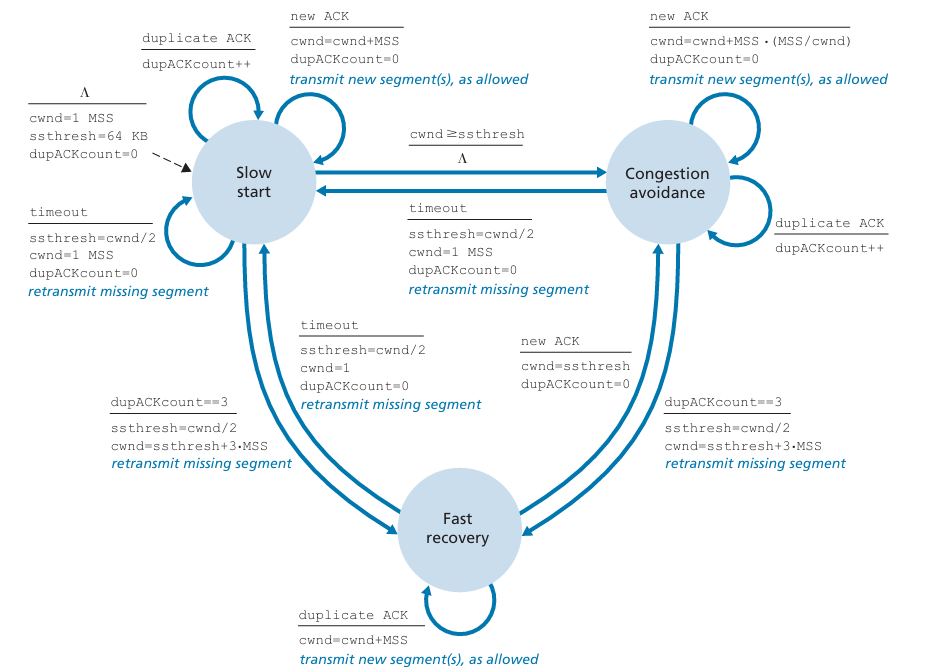 new ACK
cwnd=cwnd+MSS
dupACKcount=0
transmit new segment(s), as allowed
new ACK
cwnd=cwnd+MSS·(MSS/cwnd)
dupACKcount=0
transmit new segment(s), as allowed
duplicate ACK
dupACKcount++
Λ
cwnd=1 MSS
ssthresh=64 KB
dupACKcount=0
Slow
start
cwnd≥ssthresh
Λ
Congestion
avoidance
timeout
ssthresh=cwnd/2
cwnd=1 MSS
dupACKcount=0
retransmit missing segment
timeout
ssthresh=cwnd/2
cwnd=1 MSS
dupACKcount=0
retransmit missing segment
duplicate ACK
dupACKcount++
timeout
ssthresh=cwnd/2
cwnd=1
dupACKcount=0
retransmit missing segment
new ACK
cwnd=ssthresh
dupACKcount=0
dupACKcount==3
ssthresh=cwnd/2
cwnd=ssthresh+3·MSS
retransmit missing segment
dupACKcount==3
ssthresh=cwnd/2
cwnd=ssthresh+3·MSS
retransmit missing segment
Fast
recovery
duplicate ACK
cwnd=cwnd+MSS
transmit new segment(s), as allowed